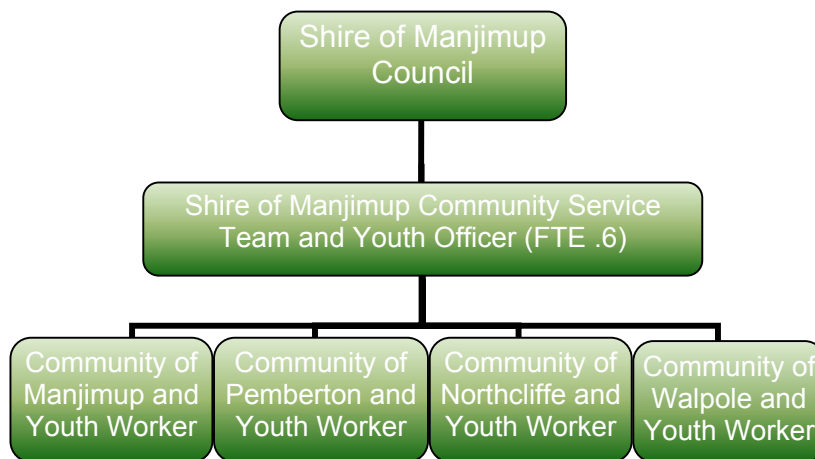 Shire of Manjimup
Council
Shire of Manjimup Community Service
Team and Youth Officer (FTE .6)
Community of
Manjimup and
Youth Worker
Community of
Pemberton and
Youth Worker
Community of
Northcliffe and
Youth Worker
Community of
Walpole and
Youth Worker